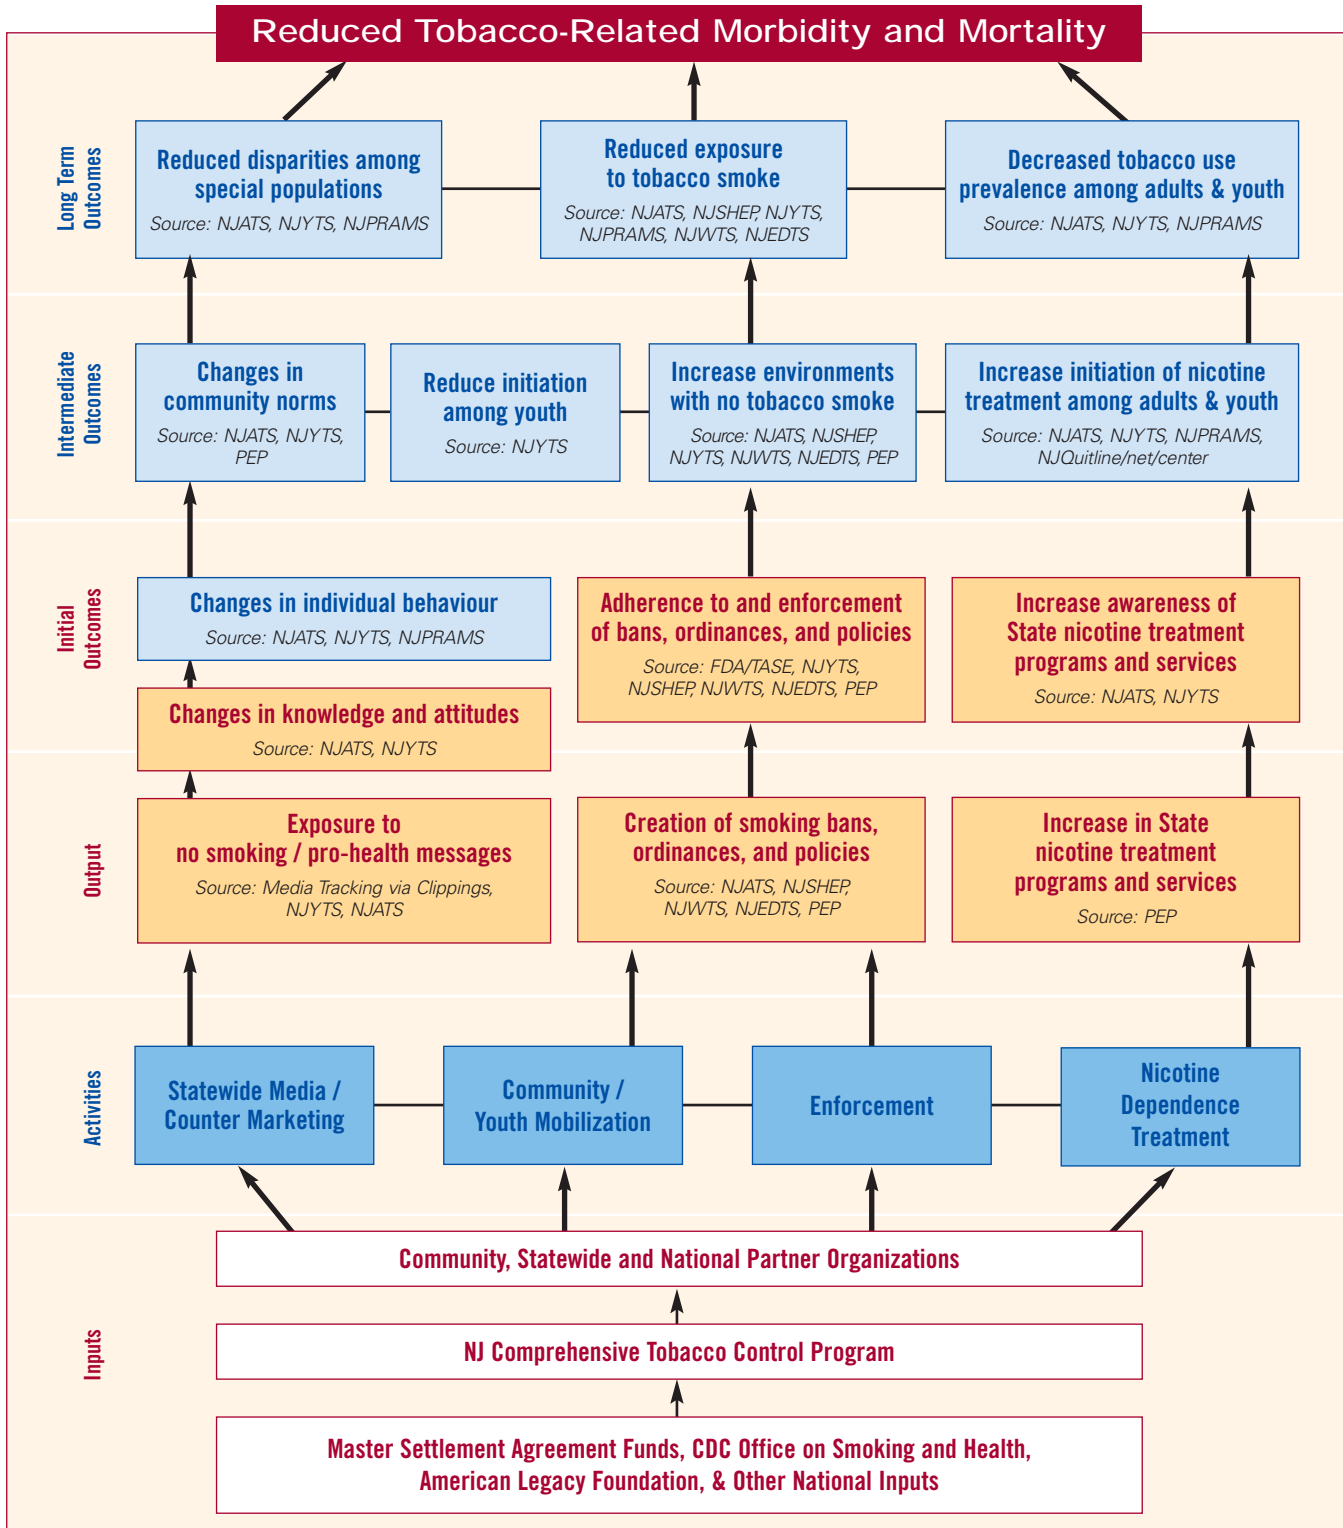 Reduced Tobacco-Related Morbidity and Mortality
Long Term
Outcomes
Reduced disparities among
special populations
Source: NJATS, NJYTS, NJPRAMS
Reduced exposure
to tobacco smoke
Source: NJATS, NJSHEP, NJYTS,
NJPRAMS, NJWTS, NJEDTS
Decreased tobacco use
prevalence among adults & youth
Source: NJATS, NJYTS, NJPRAMS
Intermediate
Outcomes
Changes in
community norms
Source: NJATS, NJYTS,
PEP
Reduce initiation
among youth
Source: NJYTS
Increase environments
with no tobacco smoke
Source: NJATS, NJSHEP,
NJYTS, NJWTS, NJEDTS, PEP
Increase initiation of nicotine
treatment among adults & youth
Source: NJATS, NJYTS, NJPRAMS,
NJQuitline/net/center
Initial
Outcomes
Changes in individual behaviour
Source: NJATS, NJYTS, NJPRAMS
Changes in knowledge and attitudes
Source: NJATS, NJYTS
Adherence to and enforcement
of bans, ordinances, and policies
Source: FDA/TASE, NJYTS,
NJSHEP, NJWTS, NJEDTS, PEP
Increase awareness of
State nicotine treatment
programs and services
Source: NJATS, NJYTS
Output
Exposure to
no smoking / pro-health messages
Source: Media Tracking via Clippings,
NJYTS, NJATS
Creation of smoking bans,
ordinances, and policies
Source: NJATS, NJSHEP,
NJWTS, NJEDTS, PEP
Increase in State
nicotine treatment
programs and services
Source: PEP
Activities
Statewide Media /
Counter Marketing
Community /
Youth Mobilization
Enforcement
Nicotine
Dependence
Treatment
Inputs
Community, Statewide and National Partner Organizations
NJ Comprehensive Tobacco Control Program
Master Settlement Agreement Funds, CDC Office on Smoking and Health,
American Legacy Foundation, & Other National Inputs